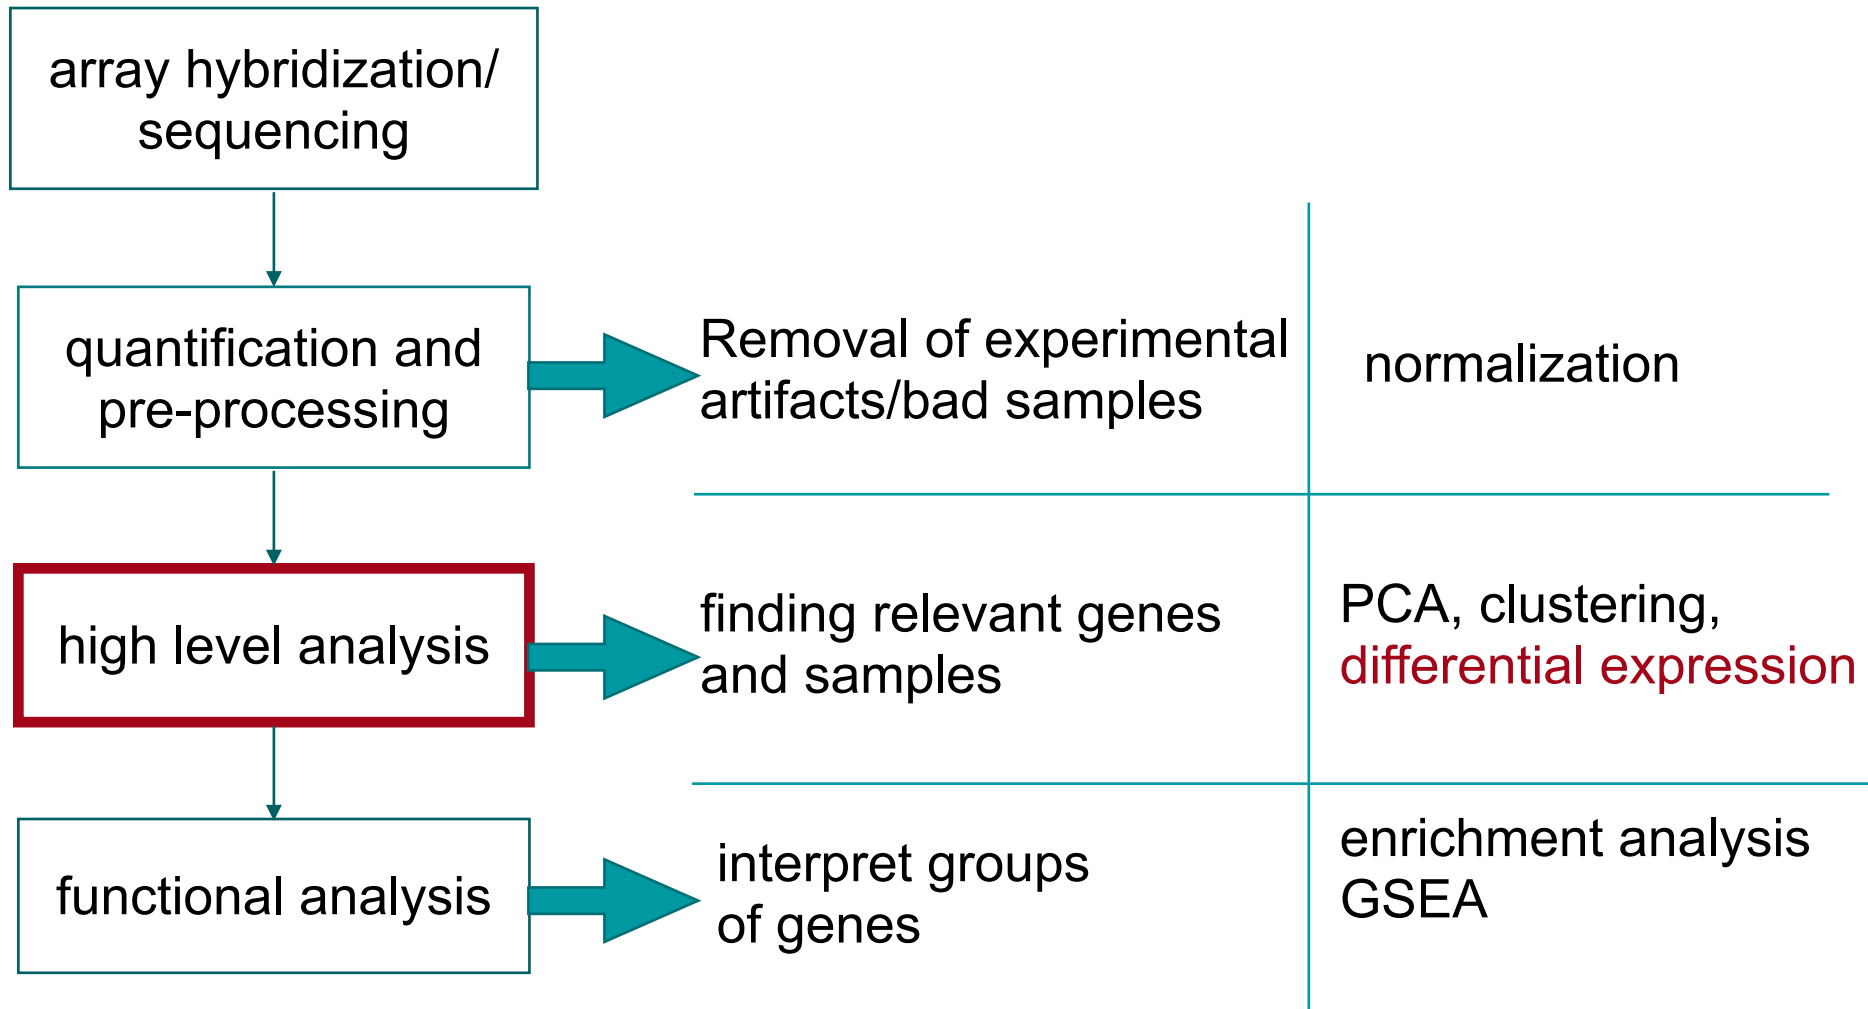 array hybridization/
sequencing
quantification and
pre-processing
Removal of experimental
artifacts/bad samples
normalization
high level analysis
finding relevant genes
and samples
PCA, clustering,
differential expression
functional analysis
interpret groups
of genes
enrichment analysis
GSEA